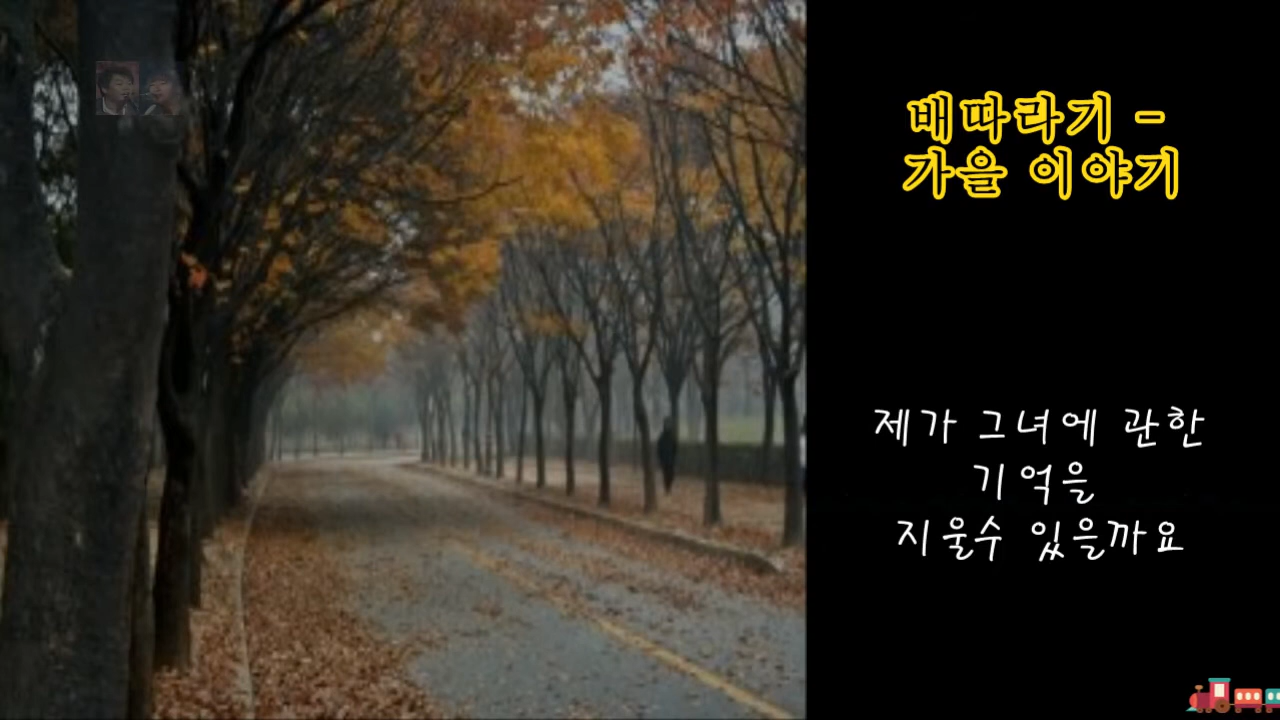 배따라기 -
가을 이야기
제가 그녀에 관한
기억을
지울수 있을까요